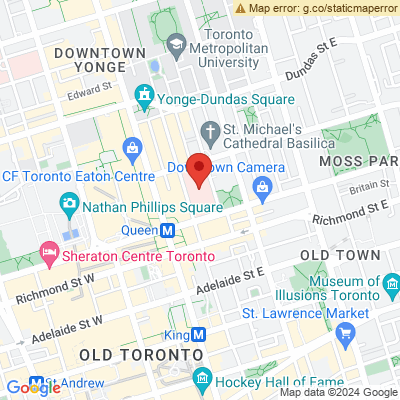 Map error: g.co/staticmaperror
DOWNTOWN
YONGE
Toronto
Metropolitan
University
Dundas St E
Edward St
Yonge-Dundas Square
St. Michael's
Cathedral Basilica
CF Toronto Eaton Centre
Downtown Camera
MOSS PAR
Britain St
Nathan Phillips Square
Richmond St E
Queen M
Sheraton Centre Toronto
OLD TOWN
Adelaide St E
Richmond St W
Museum of
Illusions Toronto
Adelaide St W
St. Lawrence Market
King M
OLD TORONTO
M St Andrew
Hockey Hall of Fame
Google
Map data ©2024 Google